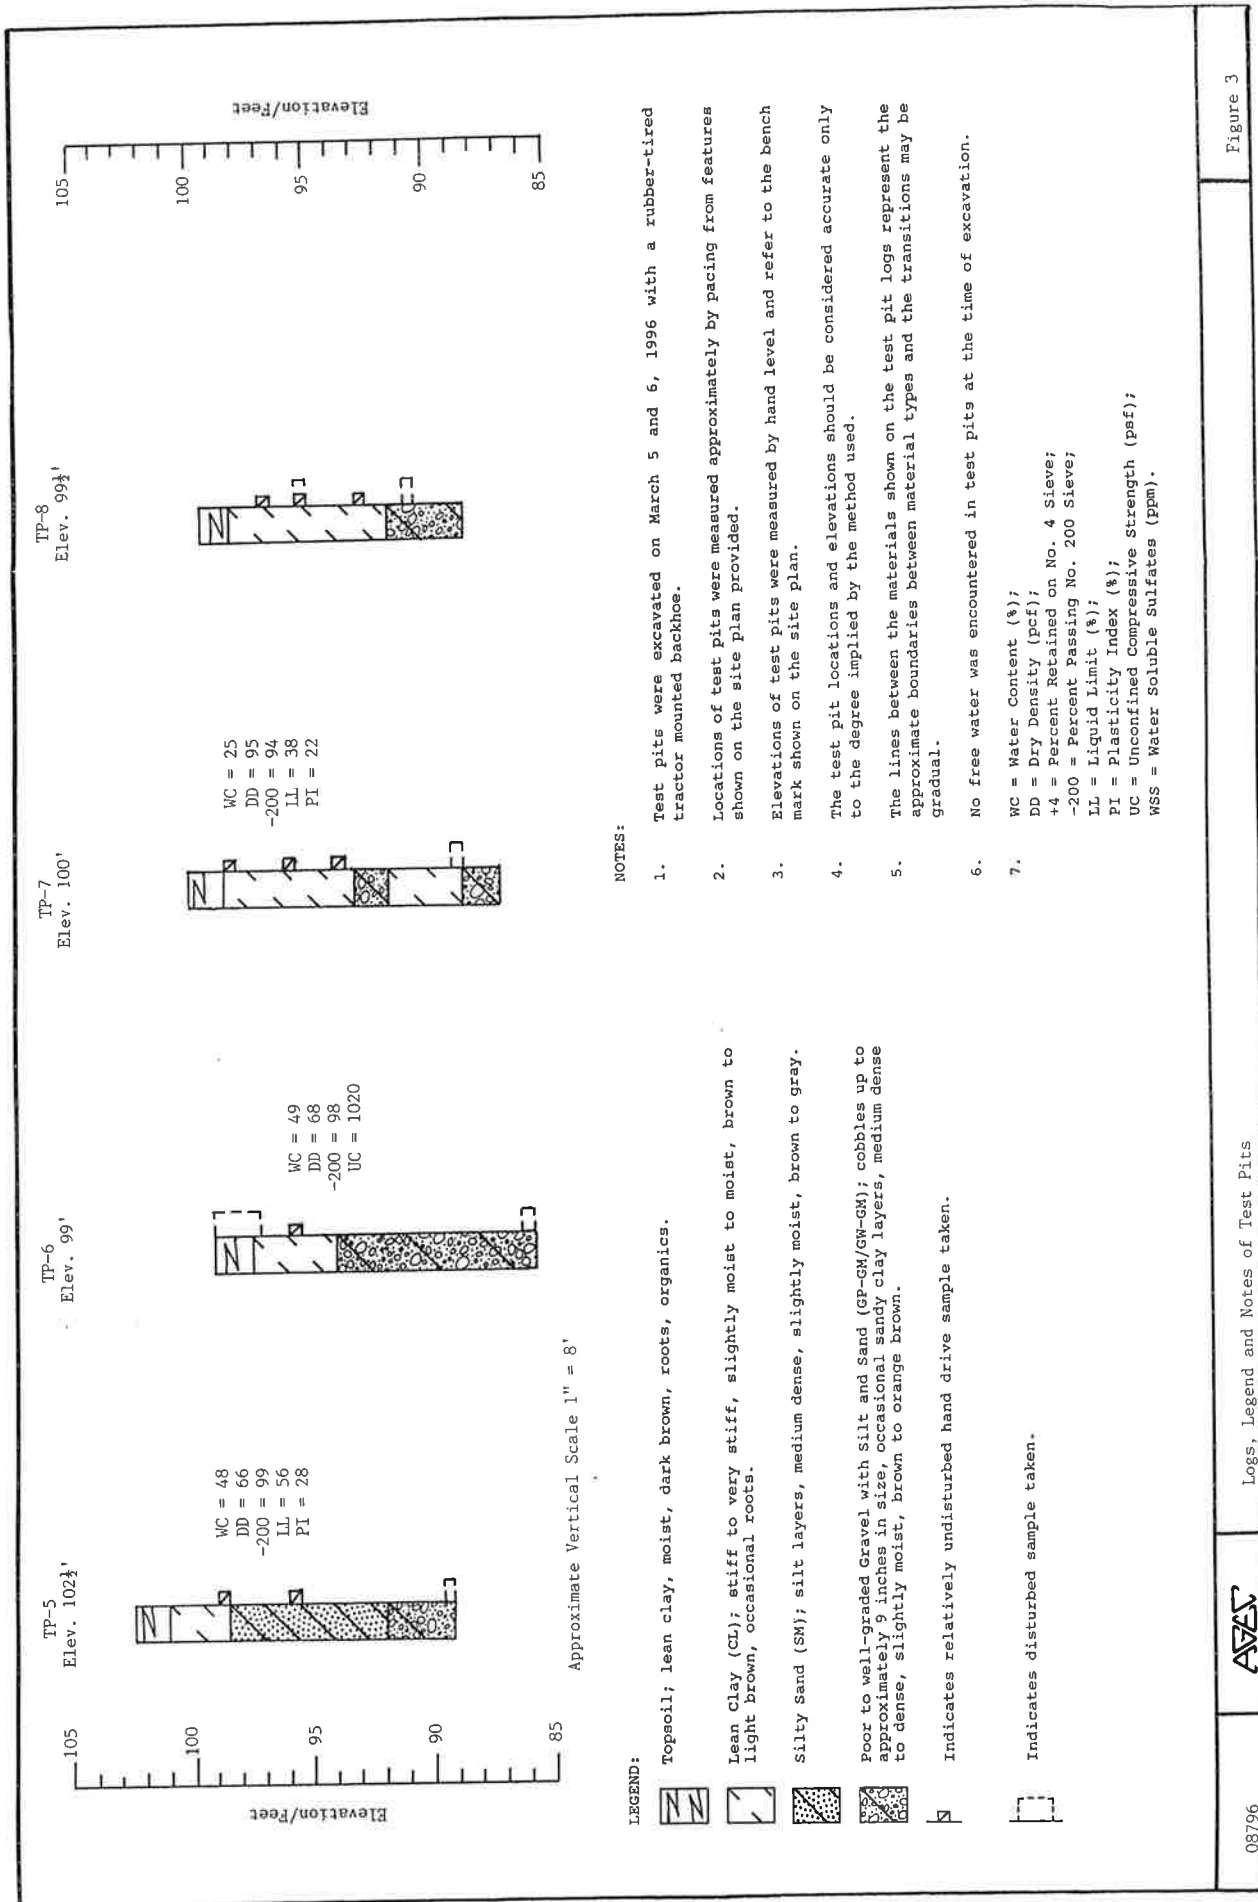 TP-5
Elev. 102½'
TP-6
Elev. 99'
TP-7
Elev. 100'
TP-8
Elev. 99½'
105
100
95
90
85
Elevation/Feet
WC = 48
DD = 66
-200 = 99
LL = 56
PI = 28
WC = 49
DD = 68
-200 = 98
UC = 1020
WC = 25
DD = 95
-200 = 94
LL = 38
PI = 22
105
100
95
90
85
Elevation/Feet
Approximate Vertical Scale 1" = 8'
LEGEND:
Topsoil; lean clay, moist, dark brown, roots, organics.
Lean Clay (CL); stiff to very stiff, slightly moist to moist, brown to
light brown, occasional roots.
Silty Sand (SM); silt layers, medium dense, slightly moist, brown to gray.
Poor to well-graded Gravel with Silt and Sand (GP-GM/GW-GM); cobbles up to
approximately 9 inches in size, occasional sandy clay layers, medium dense
to dense, slightly moist, brown to orange brown.
Indicates relatively undisturbed hand drive sample taken.
Indicates disturbed sample taken.
NOTES:
1. Test pits were excavated on March 5 and 6, 1996 with a rubber-tired
tractor mounted backhoe.
2. Locations of test pits were measured approximately by pacing from features
shown on the site plan provided.
3. Elevations of test pits were measured by hand level and refer to the bench
mark shown on the site plan.
4. The test pit locations and elevations should be considered accurate only
to the degree implied by the method used.
5. The lines between the materials shown on the test pit logs represent the
approximate boundaries between material types and the transitions may be
gradual.
6. No free water was encountered in test pits at the time of excavation.
7. WC = Water Content (%);
DD = Dry Density (pcf);
+4 = Percent Retained on No. 4 Sieve;
-200 = Percent Passing No. 200 Sieve;
LL = Liquid Limit (%);
PI = Plasticity Index (%);
UC = Unconfined Compressive Strength (psf);
WSS = Water Soluble Sulfates (ppm).
08796
Logs, Legend and Notes of Test Pits
Figure 3